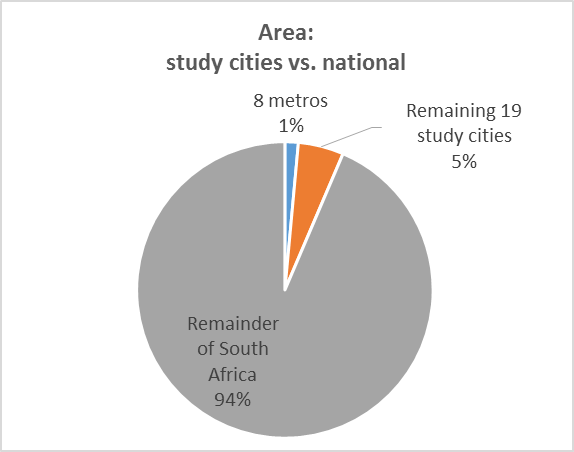 Area:
study cities vs. national
8 metros
1%
Remaining 19
study cities
5%
Remainder
of South
Africa
94%